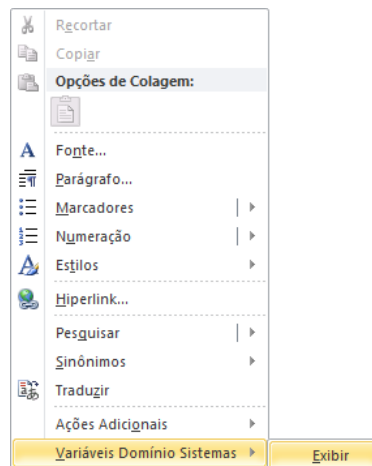 Recortar
Copiar
Opções de Colagem:
Fonte...
Parágrafo...
Marcadores
Numeração
Estilos
Hiperlink...
Pesquisar
Sinônimos
Traduzir
Ações Adicionais
Variáveis Domínio Sistemas
Exibir